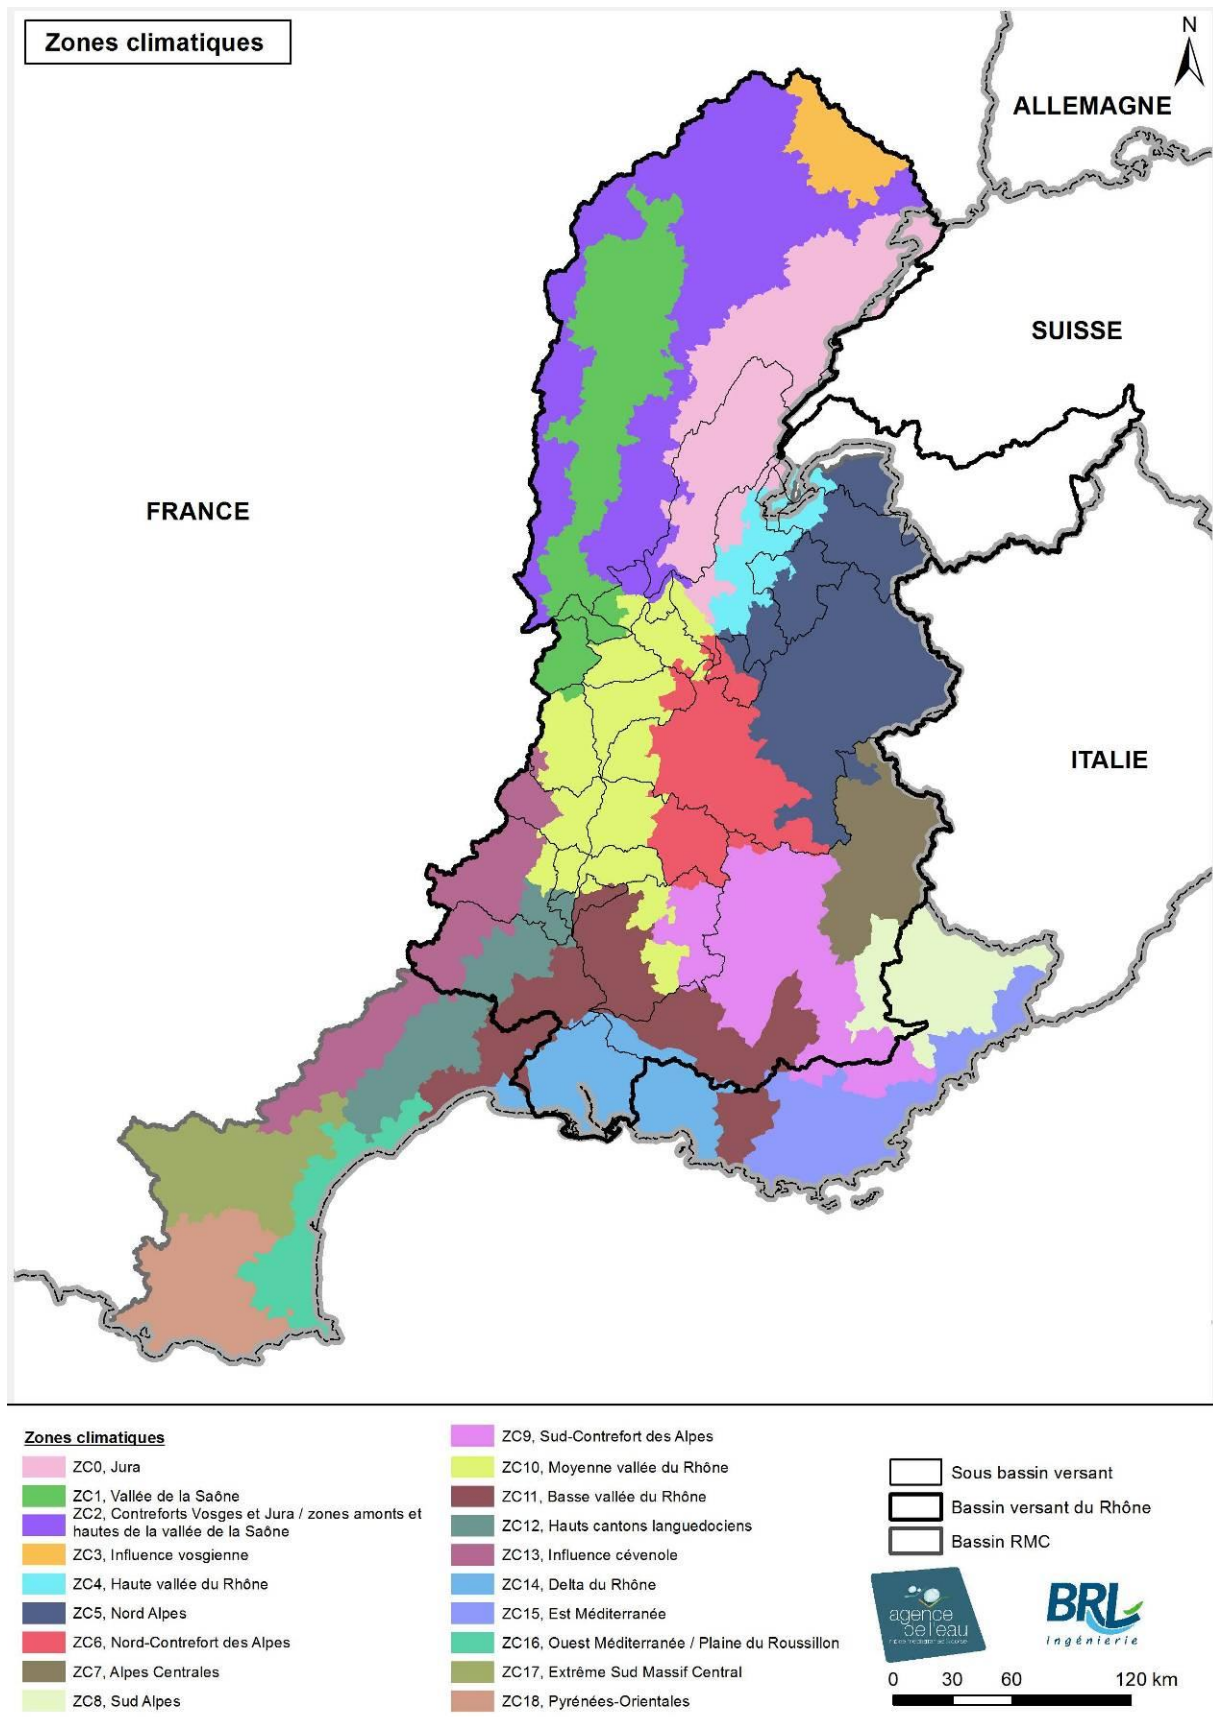 Zones climatiques
N
ALLEMAGNE
SUISSE
FRANCE
ITALIE
Zones climatiques
ZC0, Jura
ZC1, Vallée de la Saône
ZC2, Contreforts Vosges et Jura / zones amonts et
hautes de la vallée de la Saône
ZC3, Influence vosgienne
ZC4, Haute vallée du Rhône
ZC5, Nord Alpes
ZC6, Nord-Contrefort des Alpes
ZC7, Alpes Centrales
ZC8, Sud Alpes
ZC9, Sud-Contrefort des Alpes
ZC10, Moyenne vallée du Rhône
ZC11, Basse vallée du Rhône
ZC12, Hauts cantons languedociens
ZC13, Influence cévenole
ZC14, Delta du Rhône
ZC15, Est Méditerranée
ZC16, Ouest Méditerranée / Plaine du Roussillon
ZC17, Extrême Sud Massif Central
ZC18, Pyrénées-Orientales
Sous bassin versant
Bassin versant du Rhône
Bassin RMC
agence
de l'eau
BRL
Ingénierie
0 30 60 120 km